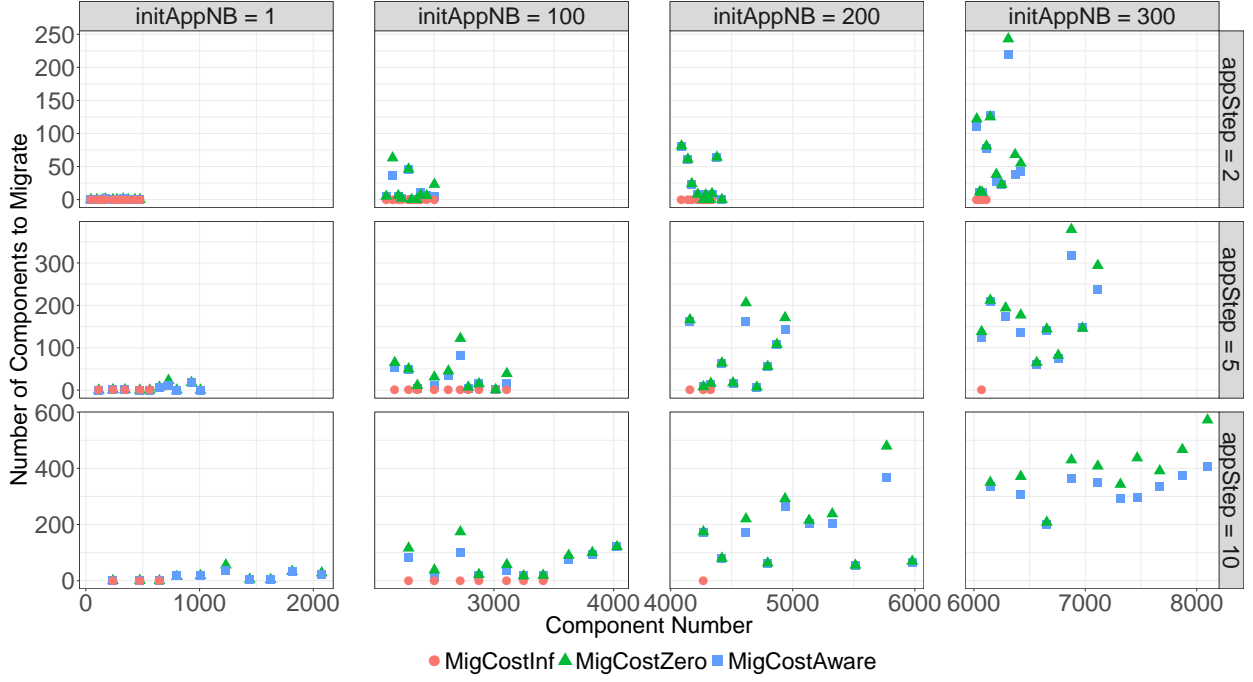 initAppNB = 1 initAppNB = 100 initAppNB = 200 initAppNB = 300
Number of Components to Migrate
250
200
150
100
50
0
appStep = 2
300
200
100
0
appStep = 5
600
400
200
0
appStep = 10
0 1000 2000 3000 4000 4000 5000 6000 6000 7000 8000
Component Number
MigCostInf MigCostZero MigCostAware